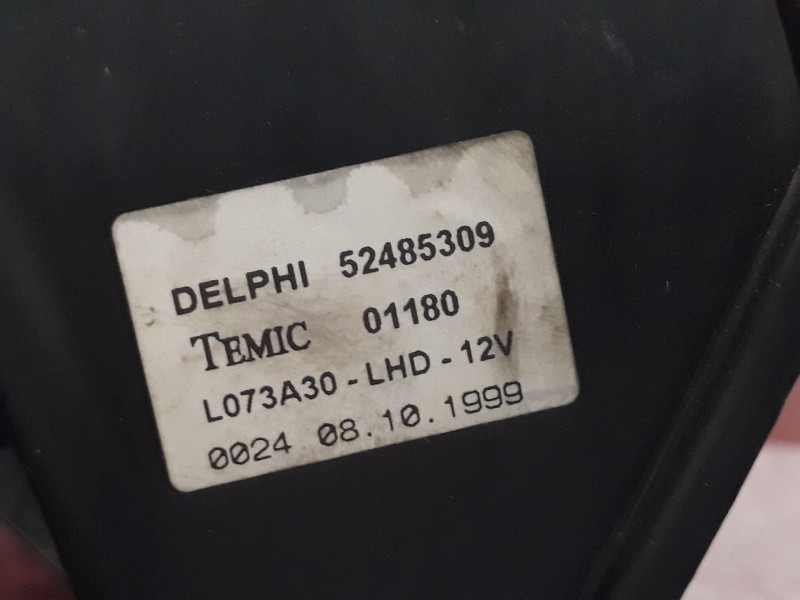 DELPHI 52485309
TEMIC 01180
L073A30 - LHD - 12V
0024 08.10.1999